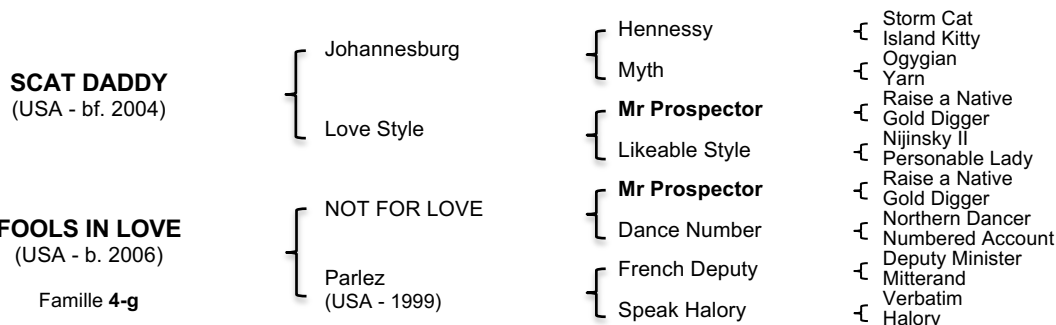 SCAT DADDY
(USA - bf. 2004)
FOOLS IN LOVE
(USA - b. 2006)
Famille 4-g
Johannesburg
Love Style
NOT FOR LOVE
Parlez
(USA - 1999)
Hennessy
Myth
Mr Prospector
Likeable Style
Mr Prospector
Dance Number
French Deputy
Speak Halory
Storm Cat
Island Kitty
Ogygian
Yarn
Raise a Native
Gold Digger
Nijinsky II
Personable Lady
Raise a Native
Gold Digger
Northern Dancer
Numbered Account
Deputy Minister
Mitterand
Verbatim
Halory